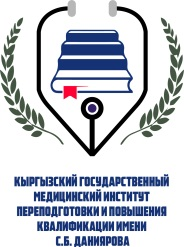 КЫРГЫЗСКИЙ ГОСУДАРСТВЕННЫЙ
МЕДИЦИНСКИЙ ИНСТИТУТ
ПЕРЕПОДГОТОВКИ И ПОВЫШЕНИЯ
КВАЛИФИКАЦИИ ИМЕНИ
С.Б. ДАНИЯРОВА